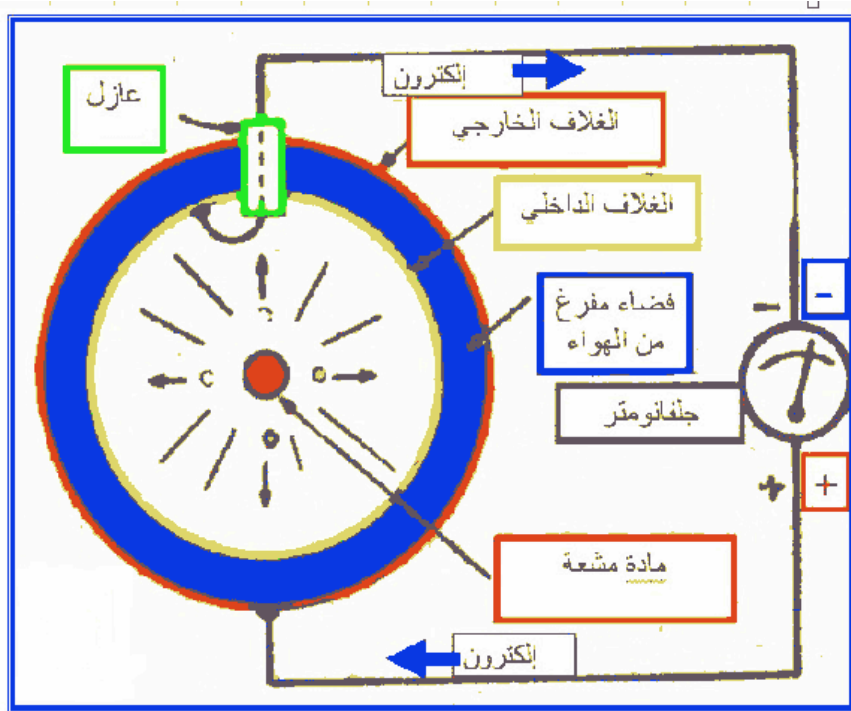 إلكترون
عازل
الغلاف الخارجي
الغلاف الداخلي
فضاء مفرغ
من الهواء
-
-
جلفانومتر
+
+
مادة مشعة
إلكترون